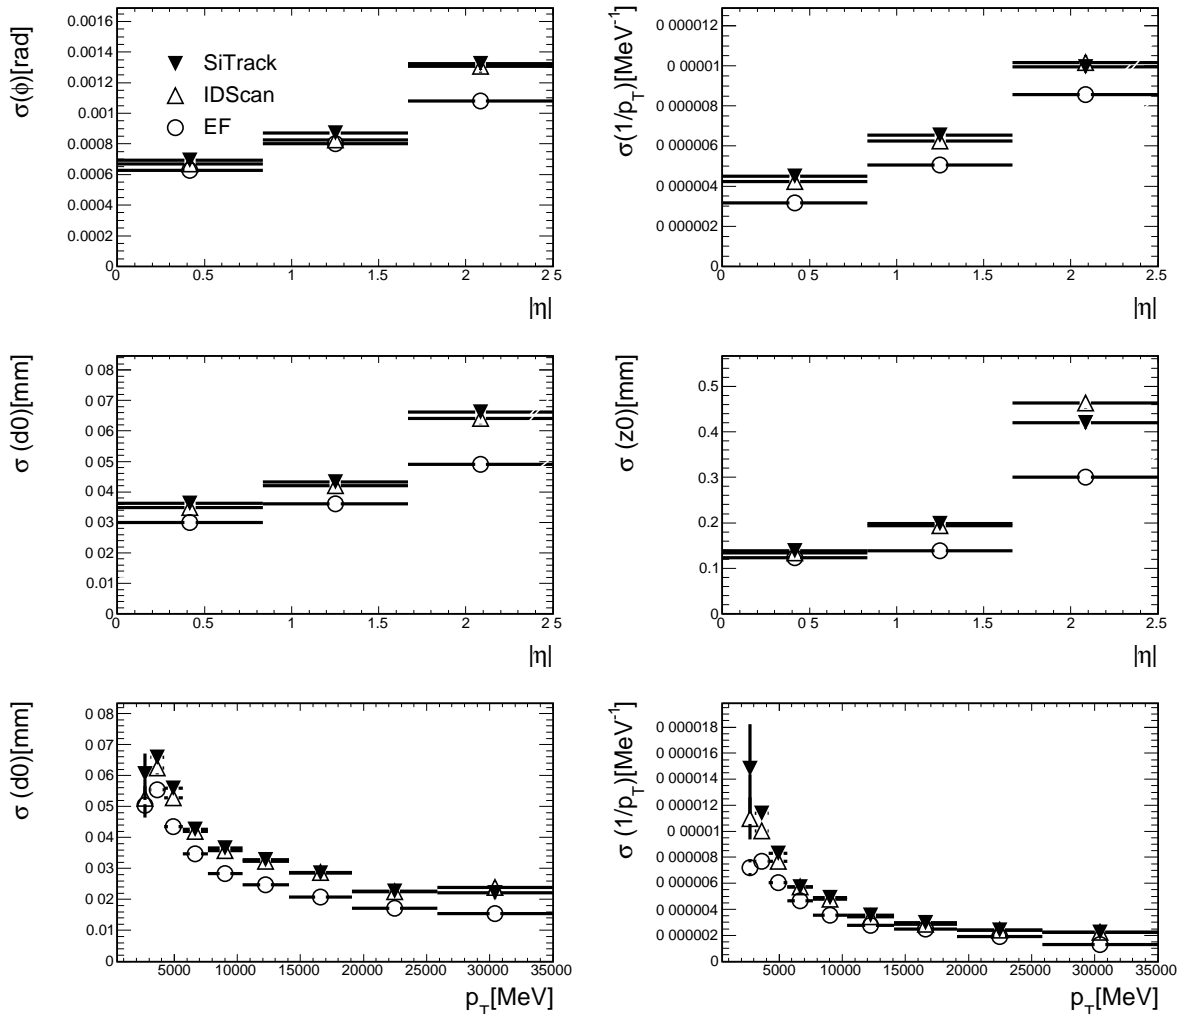 σ(ϕ)[rad]
0.0016
0.0014
0.0012
0.001
0.0008
0.0006
0.0004
0.0002
0
SiTrack
IDScan
EF
0 0.5 1 1.5 2 2.5
|η|
σ(1/p_T)[MeV⁻¹]
0 000012
0 00001
0 000008
0 000006
0 000004
0 000002
0
0 0 5 1 1.5 2 2.5
|η|
σ (d0)[mm]
0 08
0 07
0 06
0 05
0 04
0 03
0 02
0 01
0
0 0.5 1 1.5 2 2.5
|η|
σ (z0)[mm]
0.5
0.4
0.3
0.2
0.1
0
0 0 5 1 1.5 2 2.5
|η|
σ (d0)[mm]
0 08
0 07
0 06
0 05
0 04
0 03
0 02
0 01
0
5000 10000 15000 20000 25000 30000 35000
p_T[MeV]
σ (1/p_T)[MeV⁻¹]
0 000018
0 000016
0 000014
0 000012
0 00001
0 000008
0 000006
0 000004
0 000002
0
5000 10000 15000 20000 25000 30000 35000
p_T[MeV]